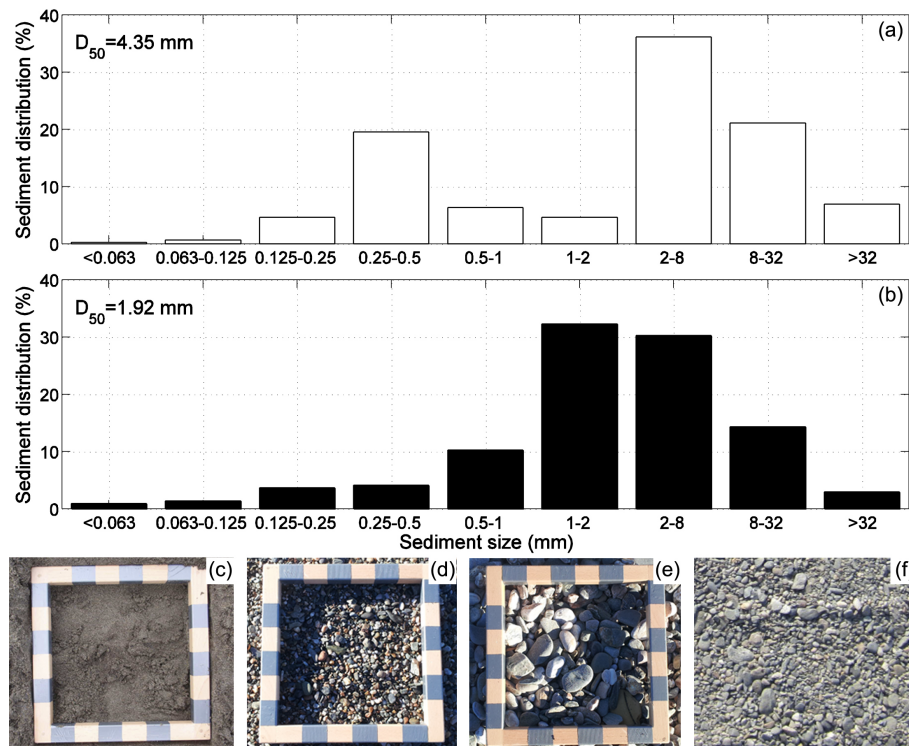 40
30
20
10
0
Sediment distribution (%)
D50=4.35 mm
(a)
<0.063 0.063-0.125 0.125-0.25 0.25-0.5 0.5-1 1-2 2-8 8-32 >32
40
30
20
10
0
Sediment distribution (%)
D50=1.92 mm
(b)
<0.063 0.063-0.125 0.125-0.25 0.25-0.5 0.5-1 1-2 2-8 8-32 >32
Sediment size (mm)
(c) (d) (e) (f